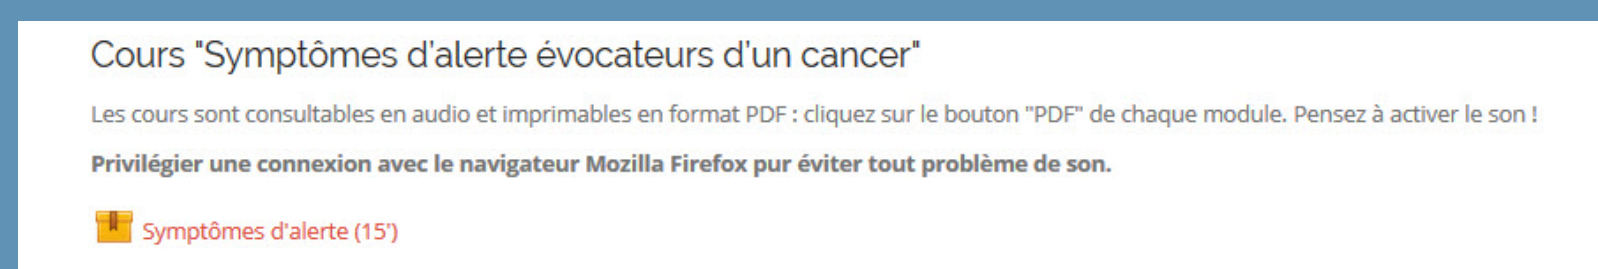 Cours "Symptômes d'alerte évocateurs d'un cancer"
Les cours sont consultables en audio et imprimables en format PDF : cliquez sur le bouton "PDF" de chaque module. Pensez à activer le son !
Privilégier une connexion avec le navigateur Mozilla Firefox pur éviter tout problème de son.
Symptômes d'alerte (15')